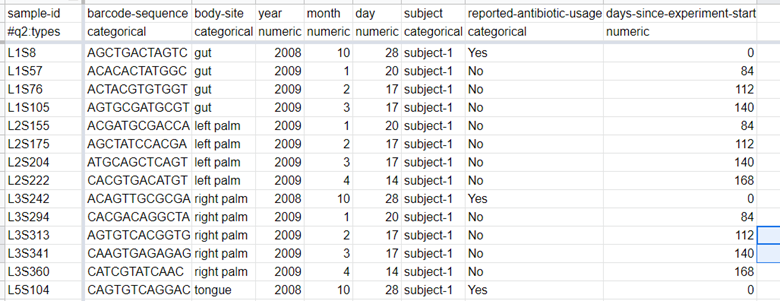 sample-id barcode-sequence body-site year month day subject reported-antibiotic-usage days-since-experiment-start
#q2:types categorical categorical numeric numeric numeric categorical categorical numeric
L1S8 AGCTGACTAGTC gut 2008 10 28 subject-1 Yes 0
L1S57 ACACACTATGGC gut 2009 1 20 subject-1 No 84
L1S76 ACTACGTGTGGT gut 2009 2 17 subject-1 No 112
L1S105 AGTGCGATGCGT gut 2009 3 17 subject-1 No 140
L2S155 ACGATGCGACCA left palm 2009 1 20 subject-1 No 84
L2S175 AGCTATCCACGA left palm 2009 2 17 subject-1 No 112
L2S204 ATGCAGCTCAGT left palm 2009 3 17 subject-1 No 140
L2S222 CACGTGACATGT left palm 2009 4 14 subject-1 No 168
L3S242 ACAGTTGCGCGA right palm 2008 10 28 subject-1 Yes 0
L3S294 CACGACAGGCTA right palm 2009 1 20 subject-1 No 84
L3S313 AGTGTCACGGTG right palm 2009 2 17 subject-1 No 112
L3S341 CAAGTGAGAGAG right palm 2009 3 17 subject-1 No 140
L3S360 CATCGTATCAAC right palm 2009 4 14 subject-1 No 168
L5S104 CAGTGTCAGGAC tongue 2008 10 28 subject-1 Yes 0